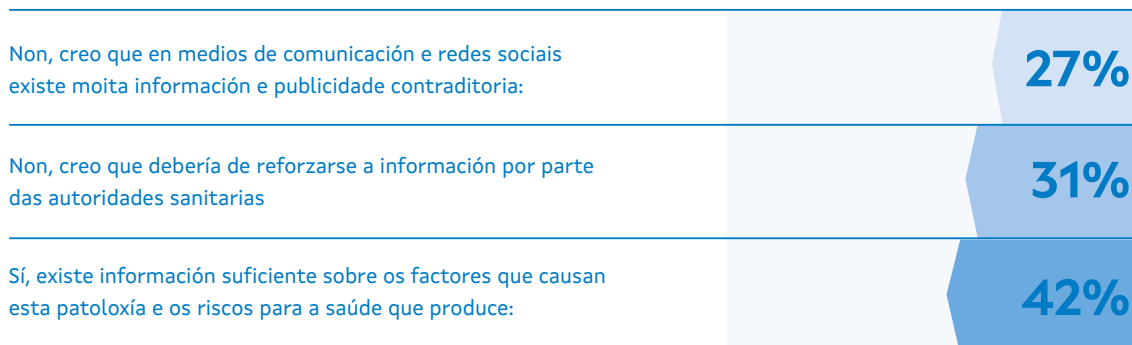 Non, creo que en medios de comunicación e redes sociais
existe moita información e publicidade contraditoria:
27%
Non, creo que debería de reforzarse a información por parte
das autoridades sanitarias
31%
Sí, existe información suficiente sobre os factores que causan
esta patoloxía e os riscos para a saúde que produce:
42%